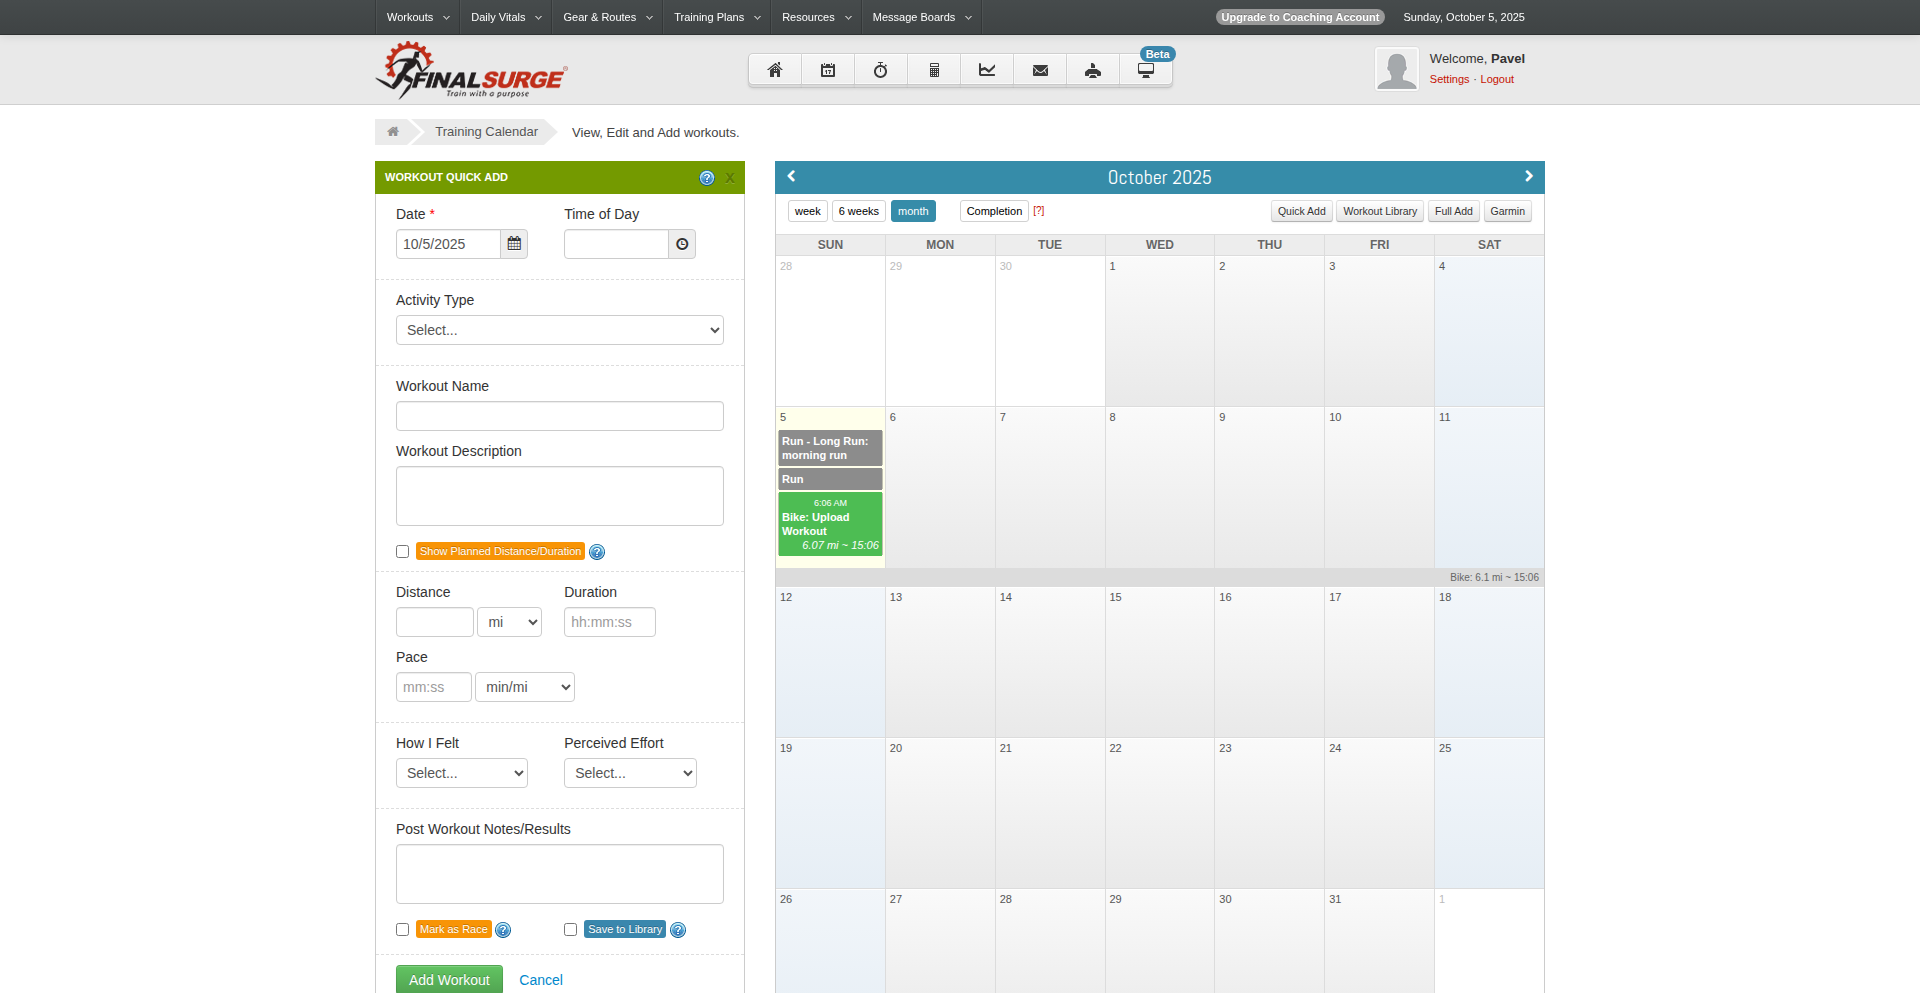 Workouts Daily Vitals Gear & Routes Training Plans Resources Message Boards Upgrade to Coaching Account Sunday, October 5, 2025
FINALSURGE®
Train with a purpose
Beta
Welcome, Pavel
Settings · Logout
Training Calendar View, Edit and Add workouts.
WORKOUT QUICK ADD ? X
Date * Time of Day
10/5/2025
Activity Type
Select...
Workout Name
Workout Description
Show Planned Distance/Duration ?
Distance Duration
mi hh:mm:ss
Pace
mm:ss min/mi
How I Felt Perceived Effort
Select... Select...
Post Workout Notes/Results
Mark as Race ? Save to Library ?
Add Workout Cancel
October 2025
week 6 weeks month Completion [?] Quick Add Workout Library Full Add Garmin
SUN MON TUE WED THU FRI SAT
28 29 30 1 2 3 4
5 6 7 8 9 10 11
Run - Long Run:
morning run
Run
6:06 AM
Bike: Upload
Workout
6.07 mi ~ 15:06
Bike: 6.1 mi ~ 15:06
12 13 14 15 16 17 18
19 20 21 22 23 24 25
26 27 28 29 30 31 1